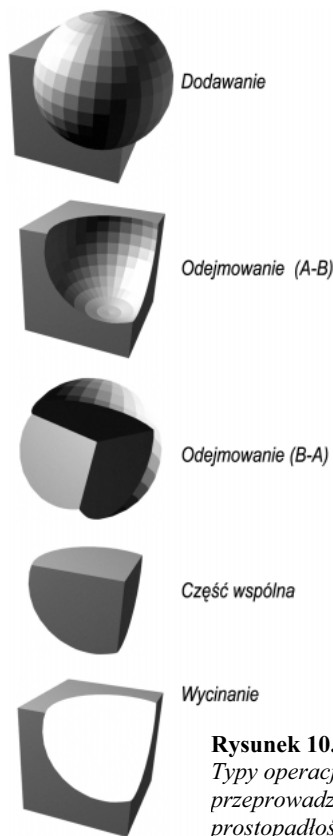 Dodawanie
Odejmowanie (A-B)
Odejmowanie (B-A)
Część wspólna
Wycinanie
Rysunek 10.
Typy operacj
przeprowadz
prostopadłoś